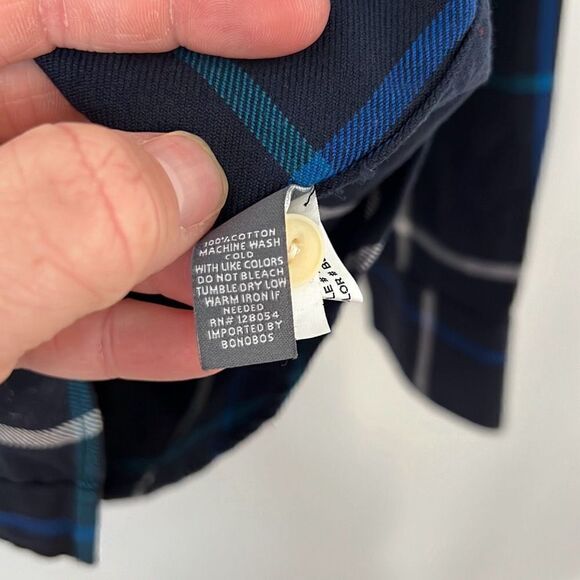 100% COTTON
MACHINE WASH
COLD
WITH LIKE COLORS
DO NOT BLEACH
TUMBLE DRY LOW
WARM IRON IF
NEEDED
RN# 128054
IMPORTED BY
BONOBOS